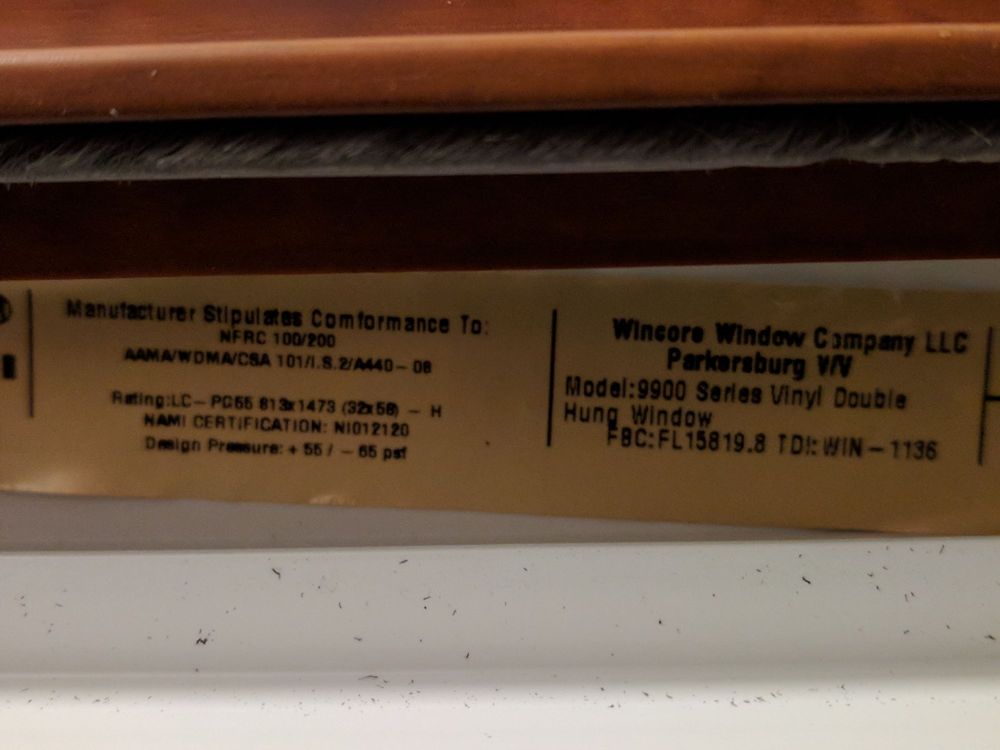 Manufacturer Stipulates Comformance To:
NFRC 100/200
AAMA/WDMA/CSA 101/I.S.2/A440-08
Rating:LC-PG55 813x1473 (32x58) - H
NAMI CERTIFICATION: NI012120
Design Pressure: + 55 / - 65 psf
Wincore Window Company LLC
Parkersburg WV
Model:9900 Series Vinyl Double
Hung Window
FBC:FL15819.8 TDI: WIN-1136